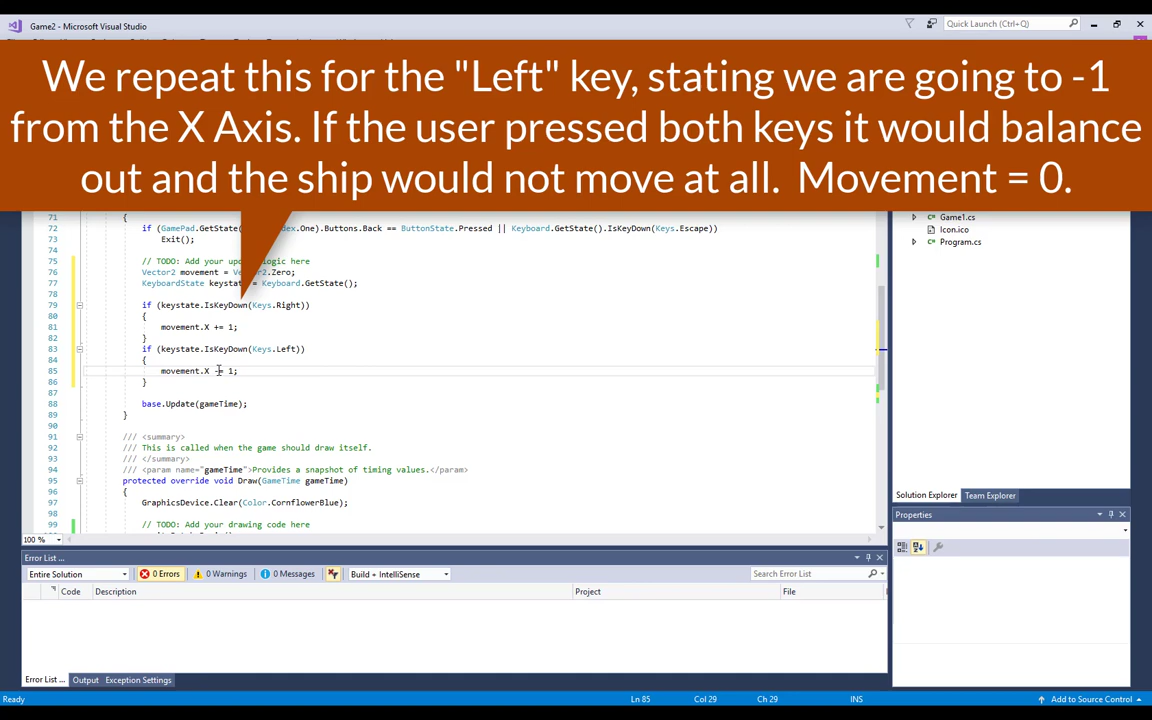 Game2 - Microsoft Visual Studio
Quick Launch (Ctrl+Q)
We repeat this for the "Left" key, stating we are going to -1
from the X Axis. If the user pressed both keys it would balance
out and the ship would not move at all. Movement = 0.
71 {
72 if (GamePad.GetState( ndex.One).Buttons.Back == ButtonState.Pressed || Keyboard.GetState().IsKeyDown(Keys.Escape))
73 Exit();
74
75 // TODO: Add your up logic here
76 Vector2 movement = Ve r2.Zero;
77 KeyboardState keystat = Keyboard.GetState();
78
79 if (keystate.IsKeyDown(Keys.Right))
80 {
81 movement.X += 1;
82 }
83 if (keystate.IsKeyDown(Keys.Left))
84 {
85 movement.X = 1;
86 }
87
88 base.Update(gameTime);
89 }
90
91 /// <summary>
92 /// This is called when the game should draw itself.
93 /// </summary>
94 /// <param name="gameTime">Provides a snapshot of timing values.</param>
95 protected override void Draw(GameTime gameTime)
96 {
97 GraphicsDevice.Clear(Color.CornflowerBlue);
98
99 // TODO: Add your drawing code here
Game1.cs
Icon.ico
Program.cs
Solution Explorer Team Explorer
Properties
100 %
Error List ...
Entire Solution 0 Errors 0 Warnings 0 Messages Build + IntelliSense Search Error List
Code Description Project File
Error List ... Output Exception Settings
Ready Ln 85 Col 29 Ch 29 INS Add to Source Control